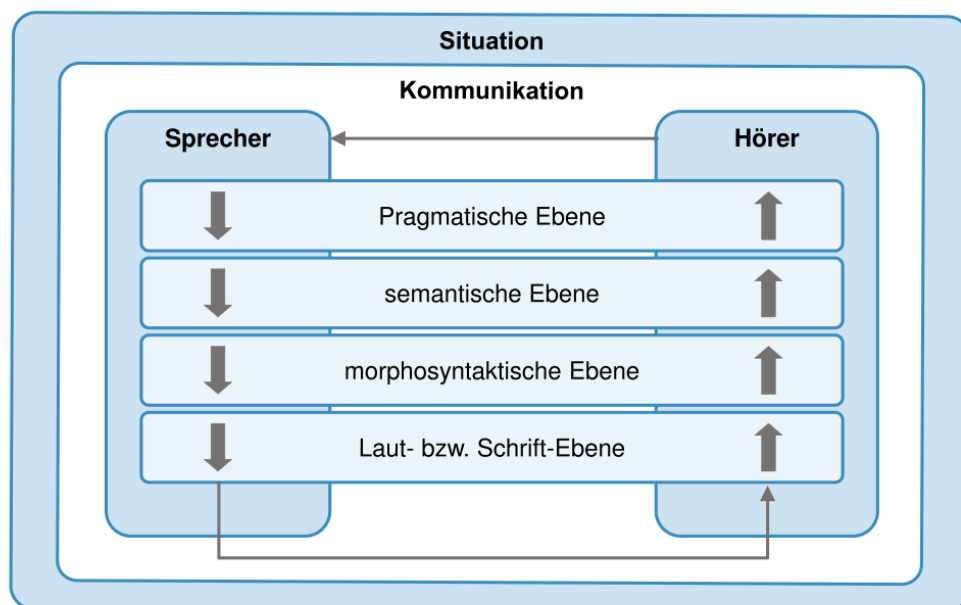 Situation
Kommunikation
Sprecher
Hörer
Pragmatische Ebene
semantische Ebene
morphosyntaktische Ebene
Laut- bzw. Schrift-Ebene